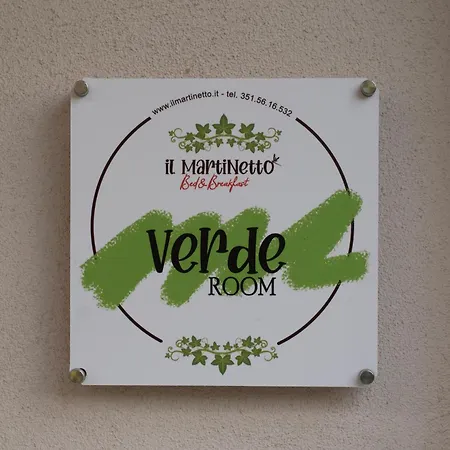 www.ilmartinetto.it - tel. 351.56.16.532
il MartiNetto
Bed & Breakfast
verde
ROOM